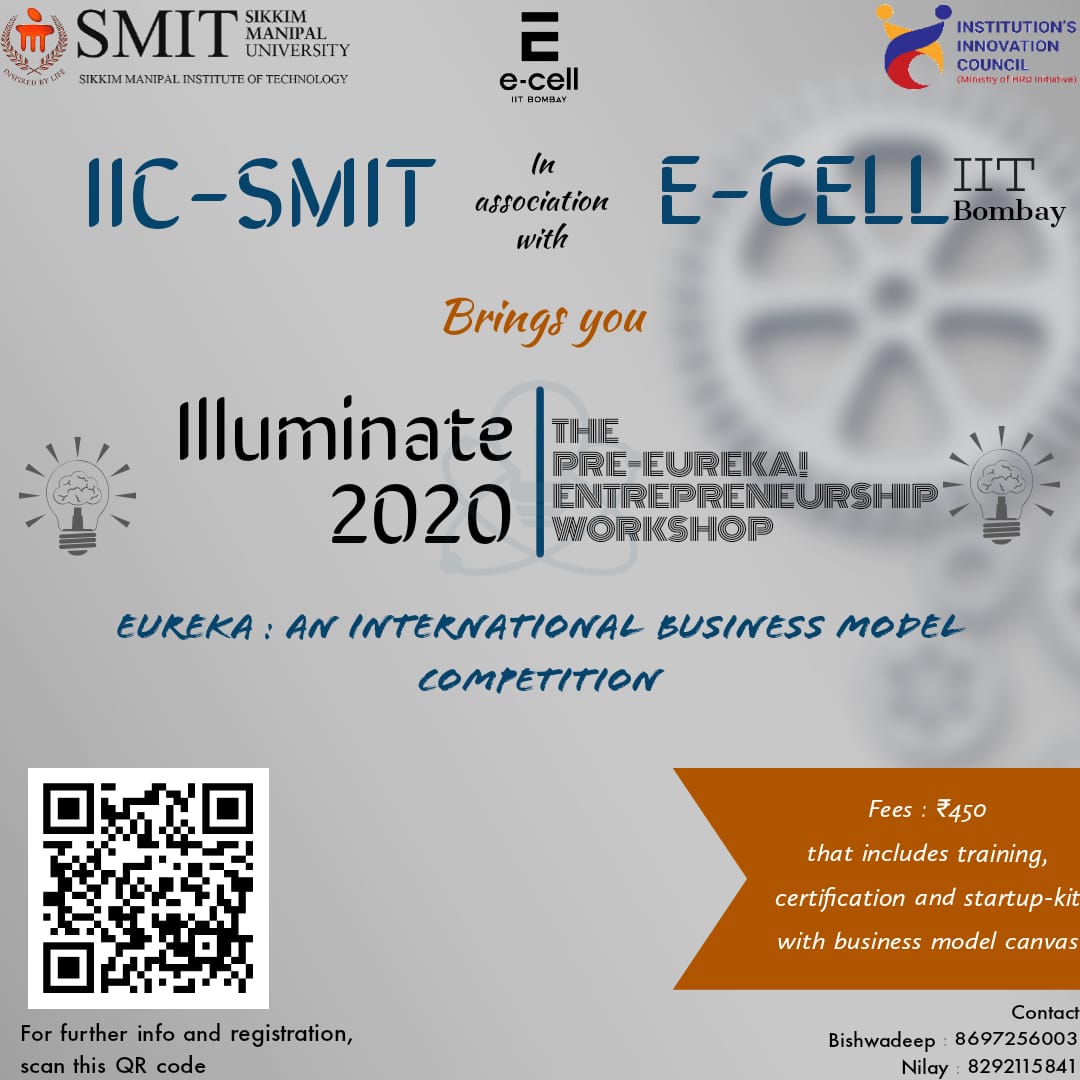 SMIT SIKKIM
MANIPAL
UNIVERSITY
SIKKIM MANIPAL INSTITUTE OF TECHNOLOGY
INSPIRED BY LIFE
e-cell
IIT BOMBAY
INSTITUTION'S
INNOVATION
COUNCIL
(Ministry of HRD Initiative)
IIC-SMIT
In
association
with
E-CELL IIT
Bombay
Brings you
Illuminate
2020
THE
PRE-EUREKA!
ENTREPRENEURSHIP
WORKSHOP
EUREKA : AN INTERNATIONAL BUSINESS MODEL
COMPETITION
Fees : ₹450
that includes training,
certification and startup-kit
with business model canvas
For further info and registration,
scan this QR code
Contact
Bishwadeep : 8697256003
Nilay : 8292115841